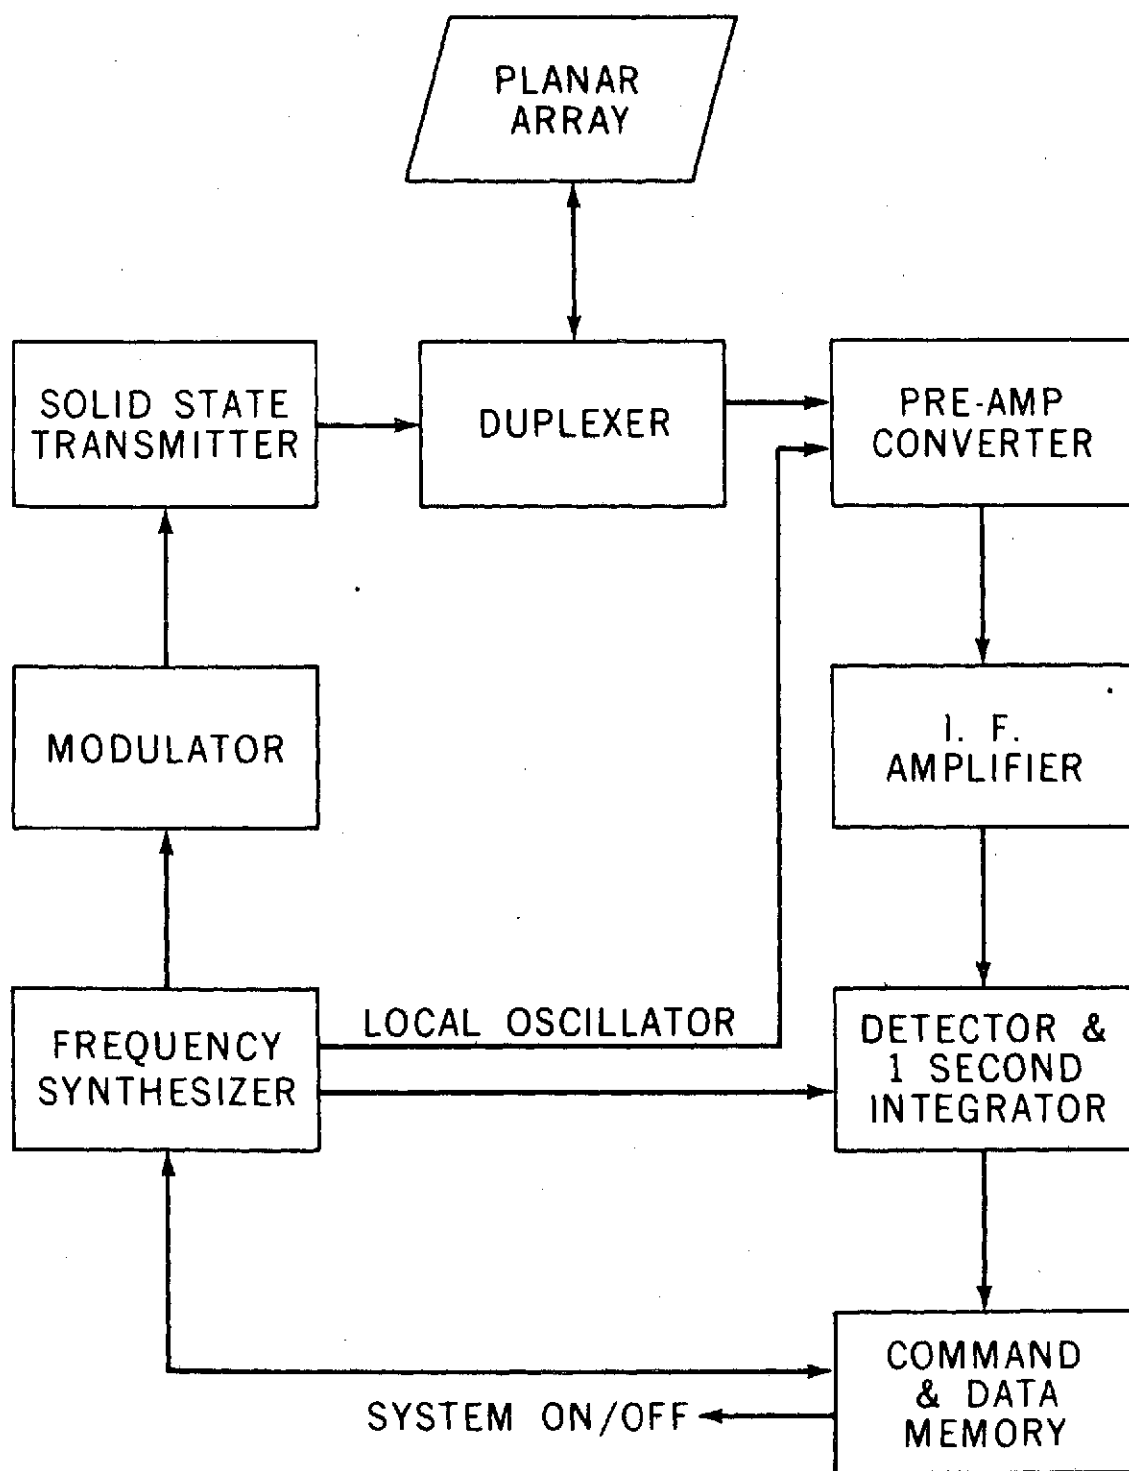 PLANAR
ARRAY
SOLID STATE
TRANSMITTER
DUPLEXER
PRE-AMP
CONVERTER
MODULATOR
I. F.
AMPLIFIER
FREQUENCY
SYNTHESIZER
LOCAL OSCILLATOR
DETECTOR &
1 SECOND
INTEGRATOR
COMMAND
& DATA
MEMORY
SYSTEM ON/OFF